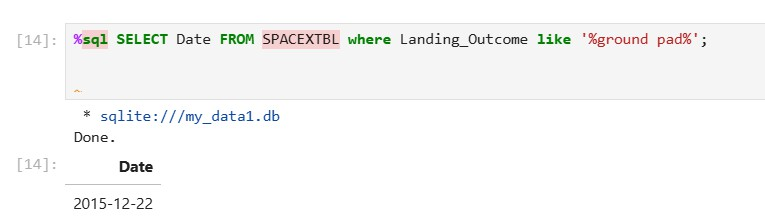 [14]: %sql SELECT Date FROM SPACEXTBL where Landing_Outcome like '%ground pad%';
* sqlite:///my_data1.db
Done.
[14]: Date
2015-12-22